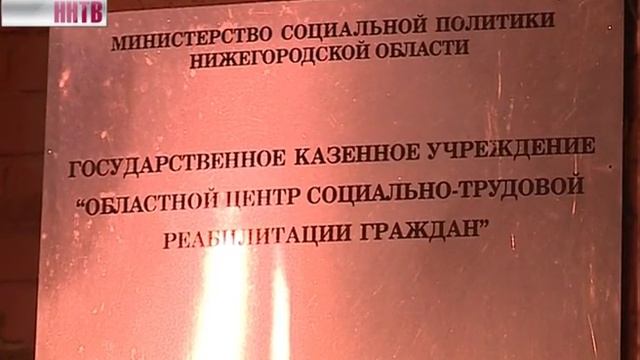 ННТВ
МИНИСТЕРСТВО СОЦИАЛЬНОЙ ПОЛИТИКИ
НИЖЕГОРОДСКОЙ ОБЛАСТИ
ГОСУДАРСТВЕННОЕ КАЗЕННОЕ УЧРЕЖДЕНИЕ
“ОБЛАСТНОЙ ЦЕНТР СОЦИАЛЬНО-ТРУДОВОЙ
РЕАБИЛИТАЦИИ ГРАЖДАН”